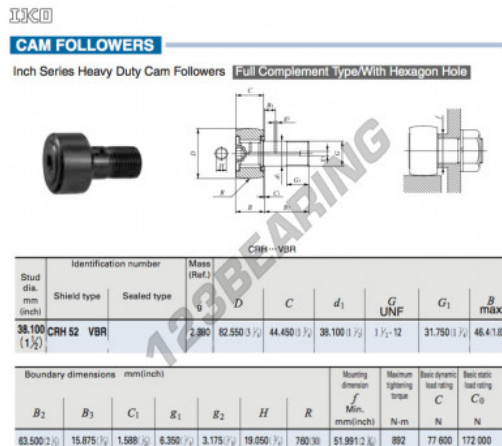 IKO
CAM FOLLOWERS
Inch Series Heavy Duty Cam Followers Full Complement Type/With Hexagon Hole
CRH…VBR
Stud dia. mm (inch)
Identification number
Shield type
Sealed type
Mass (Ref.) g
D
C
d1
G UNF
G1
B max
38.100 (1½) CRH 52 VBR 2 380 82.550 44.450 38.100 1½-12 31.750 46.4
Boundary dimensions mm(inch)
Mounting dimension f Min. mm(inch)
Maximum tightening torque N-m
Basic dynamic load rating C N
Basic static load rating C0 N
B2 B3 C1 g1 g2 H R
63.500 15.875 1.588 6.350 3.175 19.050 760 51.991 892 77 600 172 000
123BEARING